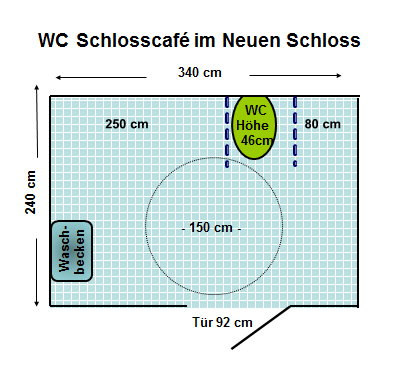 WC Schlosscafé im Neuen Schloss
340 cm
250 cm
WC
Höhe
46cm
80 cm
240 cm
- 150 cm -
Wasch-
becken
Tür 92 cm